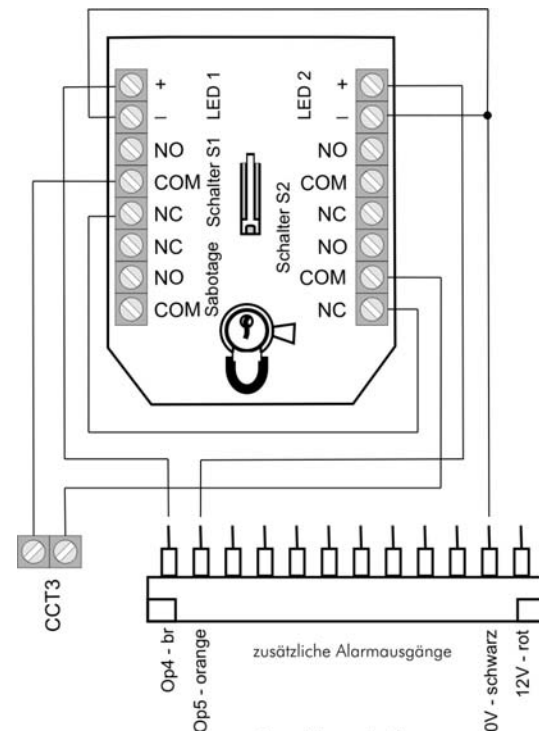 +
–
NO
COM
NC
NC
NO
COM
LED 1
Schalter S1
Sabotage
LED 2
Schalter S2
+
–
NO
COM
NC
NO
COM
NC
CCT3
Op4 - br
Op5 - orange
zusätzliche Alarmausgänge
0V - schwarz
12V - rot